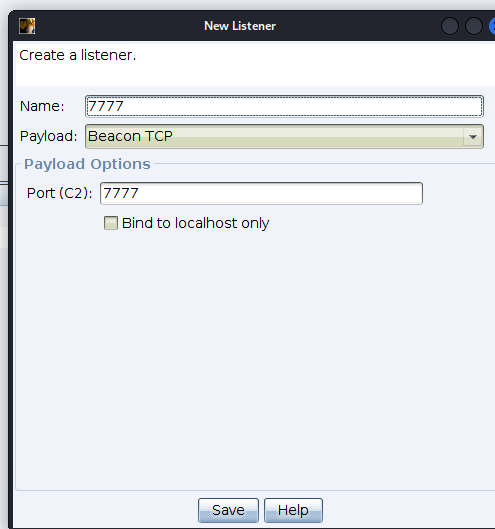 New Listener
Create a listener.
Name: 7777
Payload: Beacon TCP
Payload Options
Port (C2): 7777
Bind to localhost only
Save Help